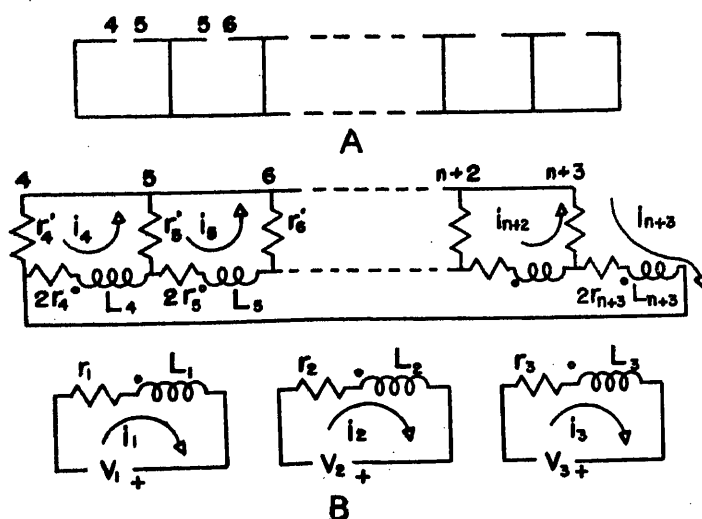 4 5 5 6
A
4 5 6 n+2 n+3
r₄' i₄ r₅' i₅ r₆' iₙ₊₂ iₙ₊₃
2r₄ L₄ 2r₅ L₅ 2rₙ₊₃ Lₙ₊₃
r₁ L₁ r₂ L₂ r₃ L₃
i₁ i₂ i₃
V₁ + V₂ + V₃ +
B